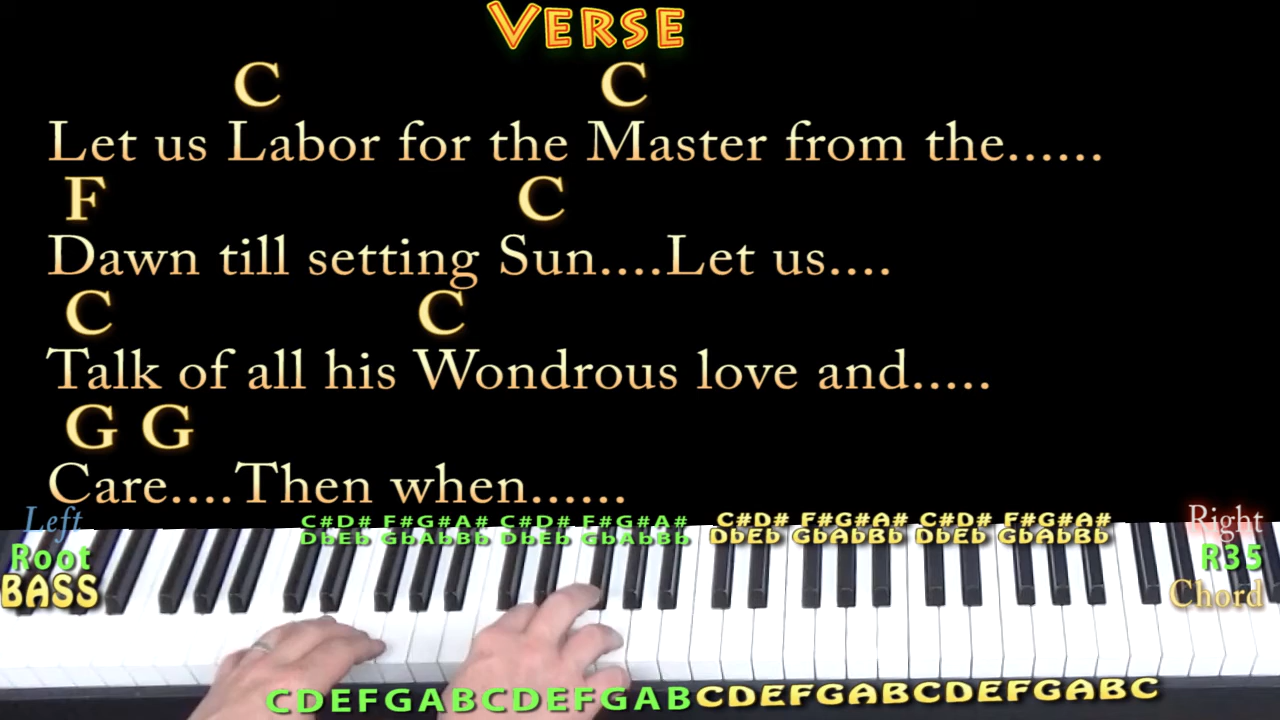 VERSE
C C
Let us Labor for the Master from the......
F C
Dawn till setting Sun....Let us....
C C
Talk of all his Wondrous love and.....
G G
Care....Then when......
Left
Root
BASS
C#D# F#G#A# C#D# F#G#A# C#D# F#G#A# C#D# F#G#A#
DbEb GbAbBb DbEb GbAbBb DbEb GbAbBb DbEb GbAbBb
Right
R35
Chord
CDEFGABCDEFGABCDEFGABCDEFGABC